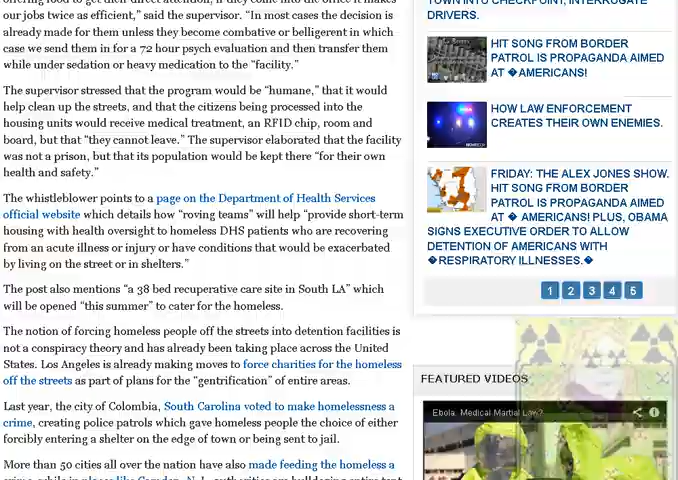 offering food to get their direct attention, if they come into the office it makes
our jobs twice as efficient,” said the supervisor. “In most cases the decision is
already made for them unless they become combative or belligerent in which
case we send them in for a 72 hour psych evaluation and then transfer them
while under sedation or heavy medication to the “facility.”
The supervisor stressed that the program would be “humane,” that it would
help clean up the streets, and that the citizens being processed into the
housing units would receive medical treatment, an RFID chip, room and
board, but that “they cannot leave.” The supervisor elaborated that the facility
was not a prison, but that its population would be kept there “for their own
health and safety.”
The whistleblower points to a page on the Department of Health Services
official website which details how “roving teams” will help “provide short-term
housing with health oversight to homeless DHS patients who are recovering
from an acute illness or injury or have conditions that would be exacerbated
by living on the street or in shelters.”
The post also mentions “a 38 bed recuperative care site in South LA” which
will be opened “this summer” to cater for the homeless.
The notion of forcing homeless people off the streets into detention facilities is
not a conspiracy theory and has already been taking place across the United
States. Los Angeles is already making moves to force charities for the homeless
off the streets as part of plans for the “gentrification” of entire areas.
Last year, the city of Colombia, South Carolina voted to make homelessness a
crime, creating police patrols which gave homeless people the choice of either
forcibly entering a shelter on the edge of town or being sent to jail.
More than 50 cities all over the nation have also made feeding the homeless a
crime, while in places like Camden, N.J., authorities are bulldozing entire tent
TOWN INTO CHECKPOINT, INTERROGATE
DRIVERS.
HIT SONG FROM BORDER
PATROL IS PROPAGANDA AIMED
AT �AMERICANS!
HOW LAW ENFORCEMENT
CREATES THEIR OWN ENEMIES.
FRIDAY: THE ALEX JONES SHOW.
HIT SONG FROM BORDER
PATROL IS PROPAGANDA AIMED
AT � AMERICANS! PLUS, OBAMA
SIGNS EXECUTIVE ORDER TO ALLOW
DETENTION OF AMERICANS WITH
�RESPIRATORY ILLNESSES.�
1 2 3 4 5
FEATURED VIDEOS
Ebola: Medical Martial Law?